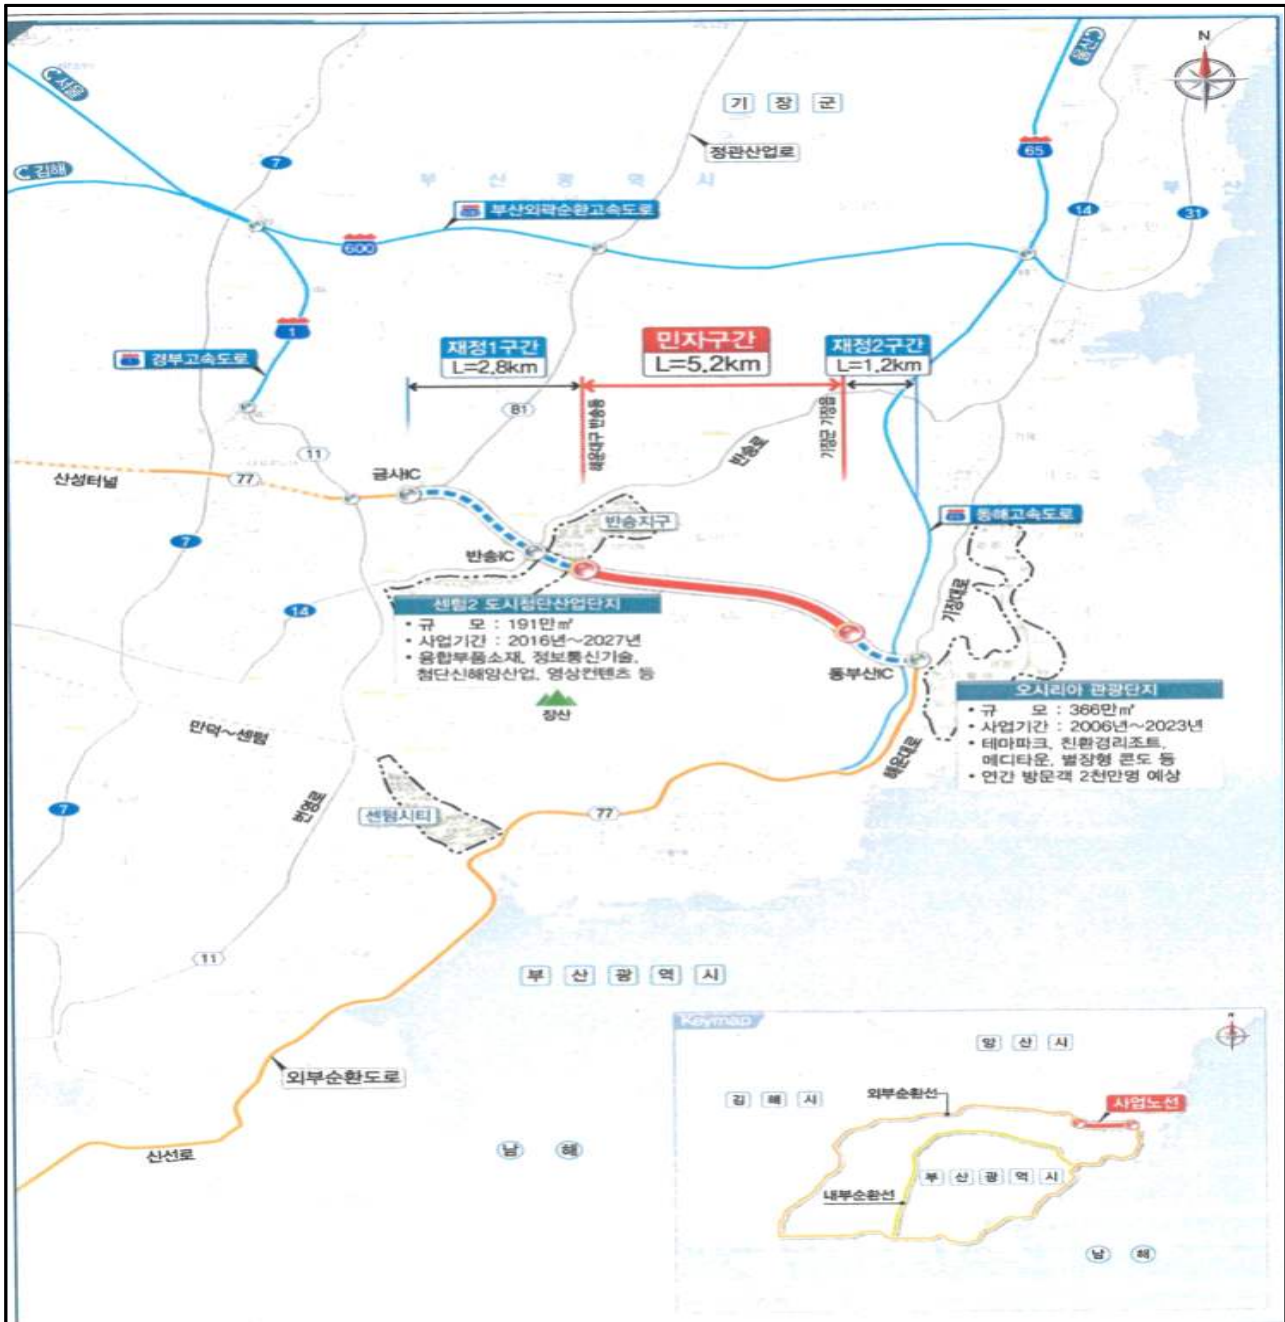 서울
울산
N
기 장 군
정관산업로
7
65
김해
부 산 광 역 시
부 산
14
31
부산외곽순환고속도로
600
1
경부고속도로
재정1구간
L=2.8km
민자구간
L=5.2km
재정2구간
L=1.2km
해운대구 반송동
기장군 기장읍
81
반송로
11
금사IC
산성터널
77
7
반송지구
동해고속도로
반송IC
기장대로
14
센텀2 도시첨단산업단지
• 규 모 : 191만㎡
• 사업기간 : 2016년~2027년
• 융합부품소재, 정보통신기술,
첨단신해양산업, 영상컨텐츠 등
장산
동부산IC
오시리아 관광단지
• 규 모 : 366만㎡
• 사업기간 : 2006년~2023년
• 테마파크, 친환경리조트,
메디타운, 별장형 콘도 등
• 연간 방문객 2천만명 예상
만덕~센텀
해운대로
번영로
7
센텀시티
77
11
부 산 광 역 시
외부순환도로
신선로
남 해
Keymap
N
양 산 시
김 해 시
외부순환선
사업노선
부 산 광 역 시
내부순환선
남 해